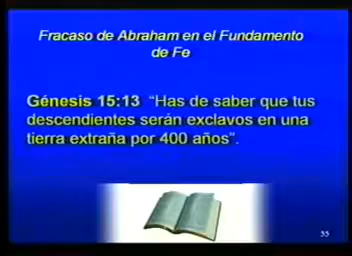 Fracaso de Abraham en el Fundamento
de Fe
Génesis 15:13 “Has de saber que tus
descendientes serán exclavos en una
tierra extraña por 400 años”.
55